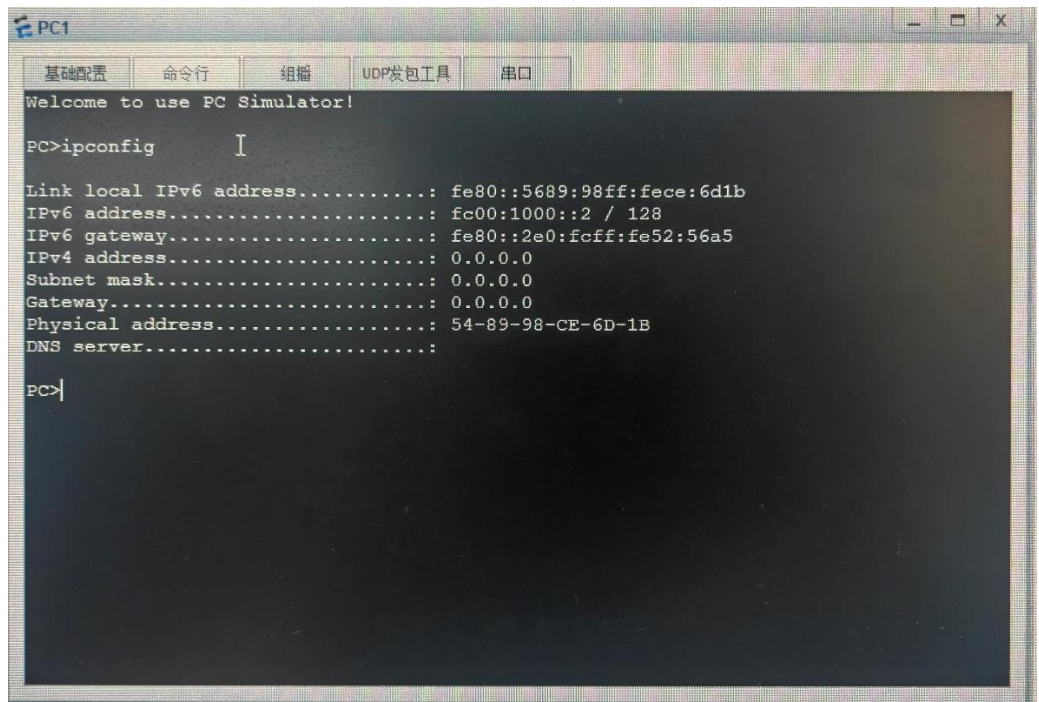 PC1
基础配置 命令行 组播 UDP发包工具 串口
Welcome to use PC Simulator!
PC>ipconfig
Link local IPv6 address...........: fe80::5689:98ff:fece:6d1b
IPv6 address......................: fc00:1000::2 / 128
IPv6 gateway......................: fe80::2e0:fcff:fe52:56a5
IPv4 address......................: 0.0.0.0
Subnet mask.......................: 0.0.0.0
Gateway...........................: 0.0.0.0
Physical address..................: 54-89-98-CE-6D-1B
DNS server........................:
PC>